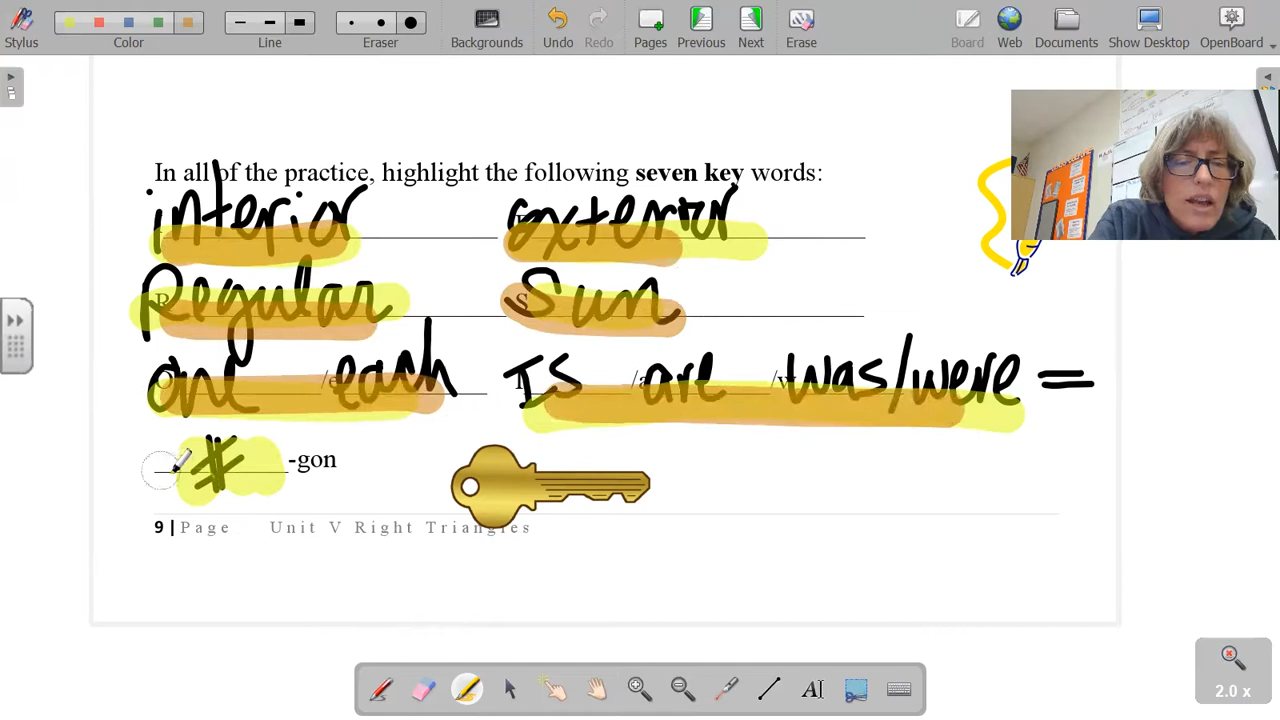 Stylus Color Line Eraser Backgrounds Undo Redo Pages Previous Next Erase Board Web Documents Show Desktop OpenBoard
In all of the practice, highlight the following seven key words:
interior exterior
Regular Sum
one /each Is /are /was/were =
# -gon
9 | Page Unit V Right Triangles
2.0 x